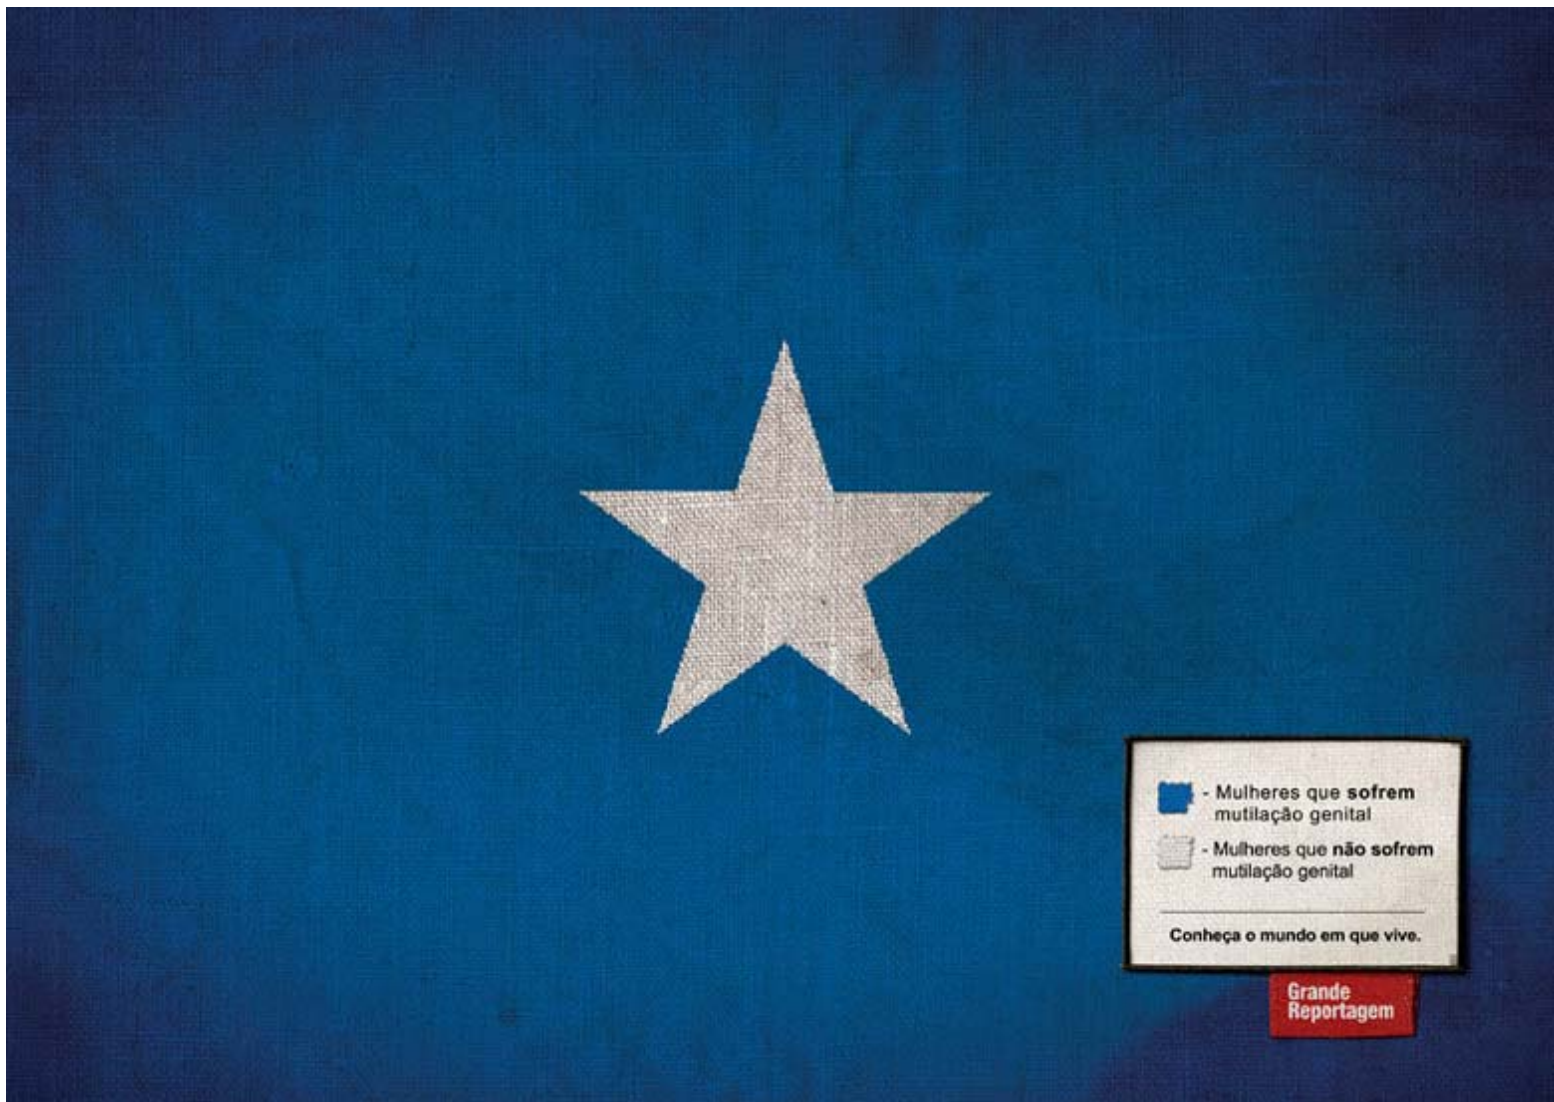 - Mulheres que sofrem
mutilação genital
- Mulheres que não sofrem
mutilação genital
Conheça o mundo em que vive.
Grande
Reportagem